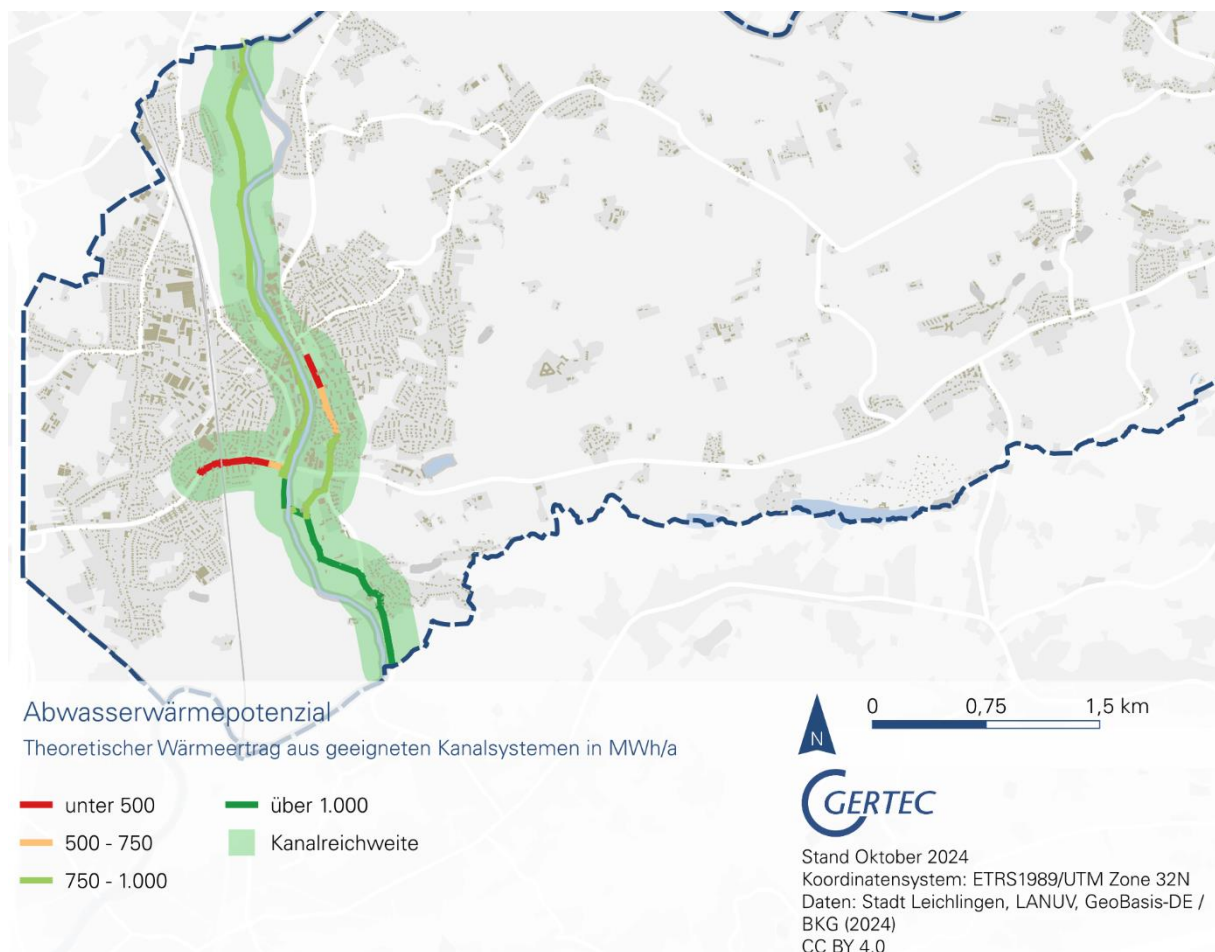 Abwasserwärmepotenzial
Theoretischer Wärmeertrag aus geeigneten Kanalsystemen in MWh/a
unter 500
500 - 750
750 - 1.000
über 1.000
Kanalreichweite
N
0 0,75 1,5 km
GERTEC
Stand Oktober 2024
Koordinatensystem: ETRS1989/UTM Zone 32N
Daten: Stadt Leichlingen, LANUV, GeoBasis-DE /
BKG (2024)
CC BY 4.0